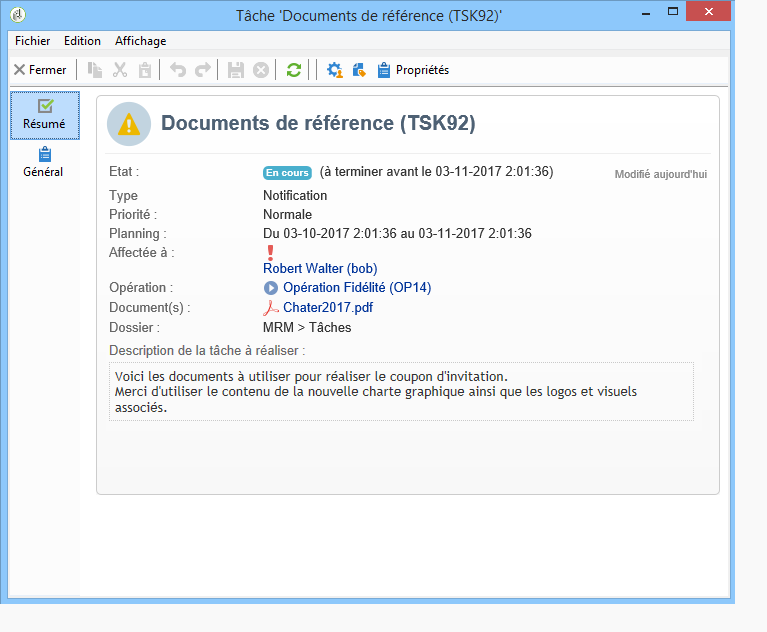 Tâche 'Documents de référence (TSK92)'
Fichier Edition Affichage
Fermer Propriétés
Résumé
Général
Documents de référence (TSK92)
Etat : En cours (à terminer avant le 03-11-2017 2:01:36) Modifié aujourd'hui
Type Notification
Priorité : Normale
Planning : Du 03-10-2017 2:01:36 au 03-11-2017 2:01:36
Affectée à :
Robert Walter (bob)
Opération : Opération Fidélité (OP14)
Document(s) : Chater2017.pdf
Dossier : MRM > Tâches
Description de la tâche à réaliser :
Voici les documents à utiliser pour réaliser le coupon d'invitation.
Merci d'utiliser le contenu de la nouvelle charte graphique ainsi que les logos et visuels
associés.